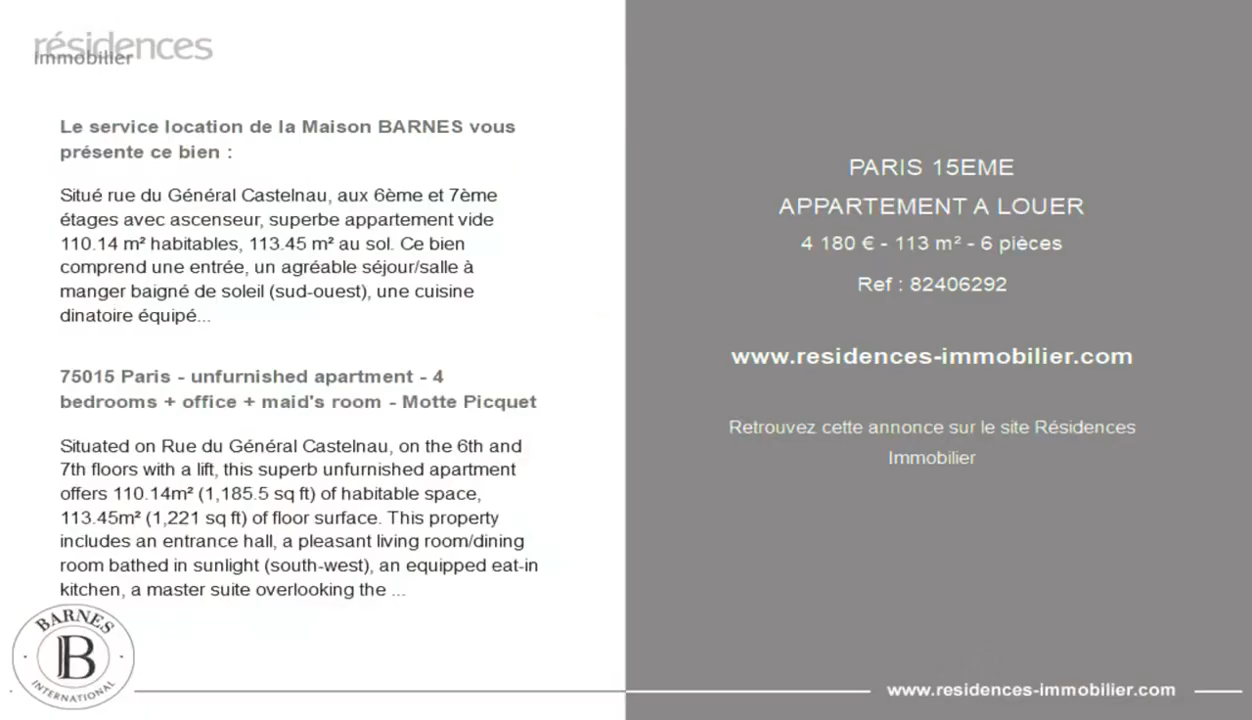 résidences
Immobilier
Le service location de la Maison BARNES vous
présente ce bien :
Situé rue du Général Castelnau, aux 6ème et 7ème
étages avec ascenseur, superbe appartement vide
110.14 m² habitables, 113.45 m² au sol. Ce bien
comprend une entrée, un agréable séjour/salle à
manger baigné de soleil (sud-ouest), une cuisine
dinatoire équipé...
75015 Paris - unfurnished apartment - 4
bedrooms + office + maid's room - Motte Picquet
Situated on Rue du Général Castelnau, on the 6th and
7th floors with a lift, this superb unfurnished apartment
offers 110.14m² (1,185.5 sq ft) of habitable space,
113.45m² (1,221 sq ft) of floor surface. This property
includes an entrance hall, a pleasant living room/dining
room bathed in sunlight (south-west), an equipped eat-in
kitchen, a master suite overlooking the ...
BARNES
B
INTERNATIONAL
PARIS 15EME
APPARTEMENT A LOUER
4 180 € - 113 m² - 6 pièces
Ref : 82406292
www.residences-immobilier.com
Retrouvez cette annonce sur le site Résidences
Immobilier
www.residences-immobilier.com